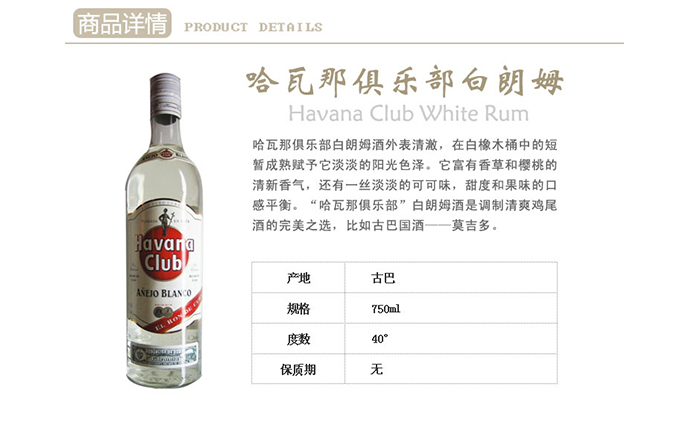 商品详情 PRODUCT DETAILS
哈瓦那俱乐部白朗姆
Havana Club White Rum
哈瓦那俱乐部白朗姆酒外表清澈，在白橡木桶中的短
暂成熟赋予它淡淡的阳光色泽。它富有香草和樱桃的
清新香气，还有一丝淡淡的可可味，甜度和果味的口
感平衡。“哈瓦那俱乐部”白朗姆酒是调制清爽鸡尾
酒的完美之选，比如古巴国酒——莫吉多。
产地 古巴
规格 750ml
度数 40°
保质期 无
Havana
Club
AÑEJO BLANCO
EL RON DE CUBA